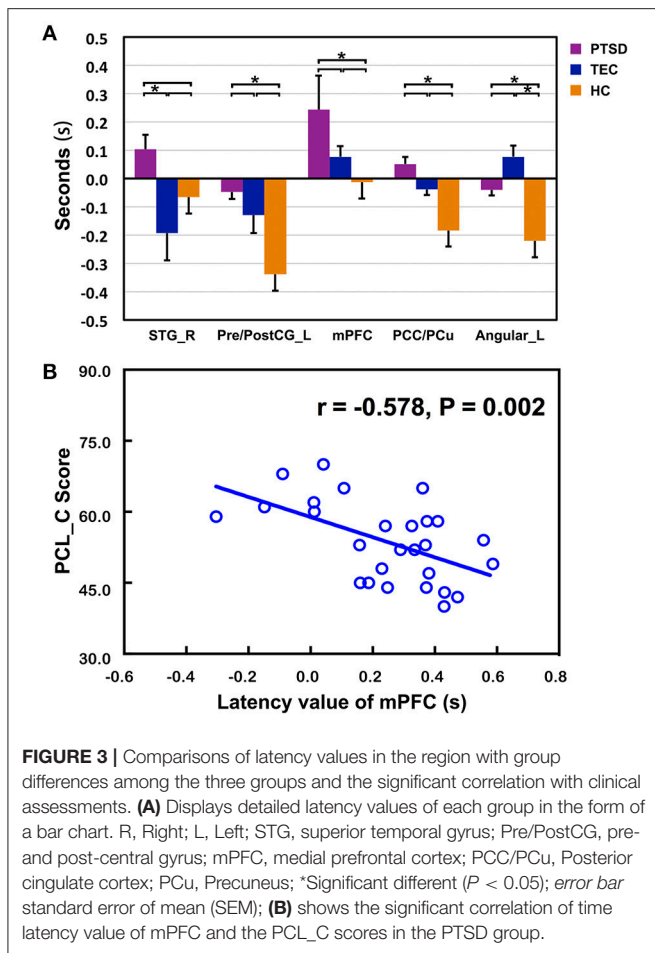 A
0.5
0.4
0.3
0.2
0.1
0.0
-0.1
-0.2
-0.3
-0.4
-0.5
Seconds (s)
PTSD
TEC
HC
* * * * * *
STG_R Pre/PostCG_L mPFC PCC/PCu Angular_L
B
90.0
75.0
60.0
45.0
30.0
PCL_C Score
r = -0.578, P = 0.002
-0.6 -0.4 -0.2 0.0 0.2 0.4 0.6 0.8
Latency value of mPFC (s)
FIGURE 3 | Comparisons of latency values in the region with group
differences among the three groups and the significant correlation with clinical
assessments. (A) Displays detailed latency values of each group in the form of
a bar chart. R, Right; L, Left; STG, superior temporal gyrus; Pre/PostCG, pre-
and post-central gyrus; mPFC, medial prefrontal cortex; PCC/PCu, Posterior
cingulate cortex; PCu, Precuneus; *Significant different (P < 0.05); error bar
standard error of mean (SEM); (B) shows the significant correlation of time
latency value of mPFC and the PCL_C scores in the PTSD group.